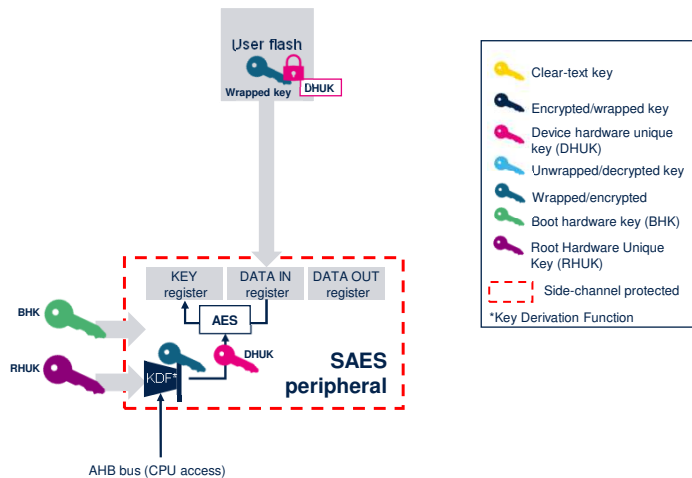 User flash
Wrapped key
DHUK
KEY
register
DATA IN
register
DATA OUT
register
AES
BHK
DHUK
RHUK
KDF*
SAES
peripheral
AHB bus (CPU access)
Clear-text key
Encrypted/wrapped key
Device hardware unique
key (DHUK)
Unwrapped/decrypted key
Wrapped/encrypted
Boot hardware key (BHK)
Root Hardware Unique
Key (RHUK)
Side-channel protected
*Key Derivation Function